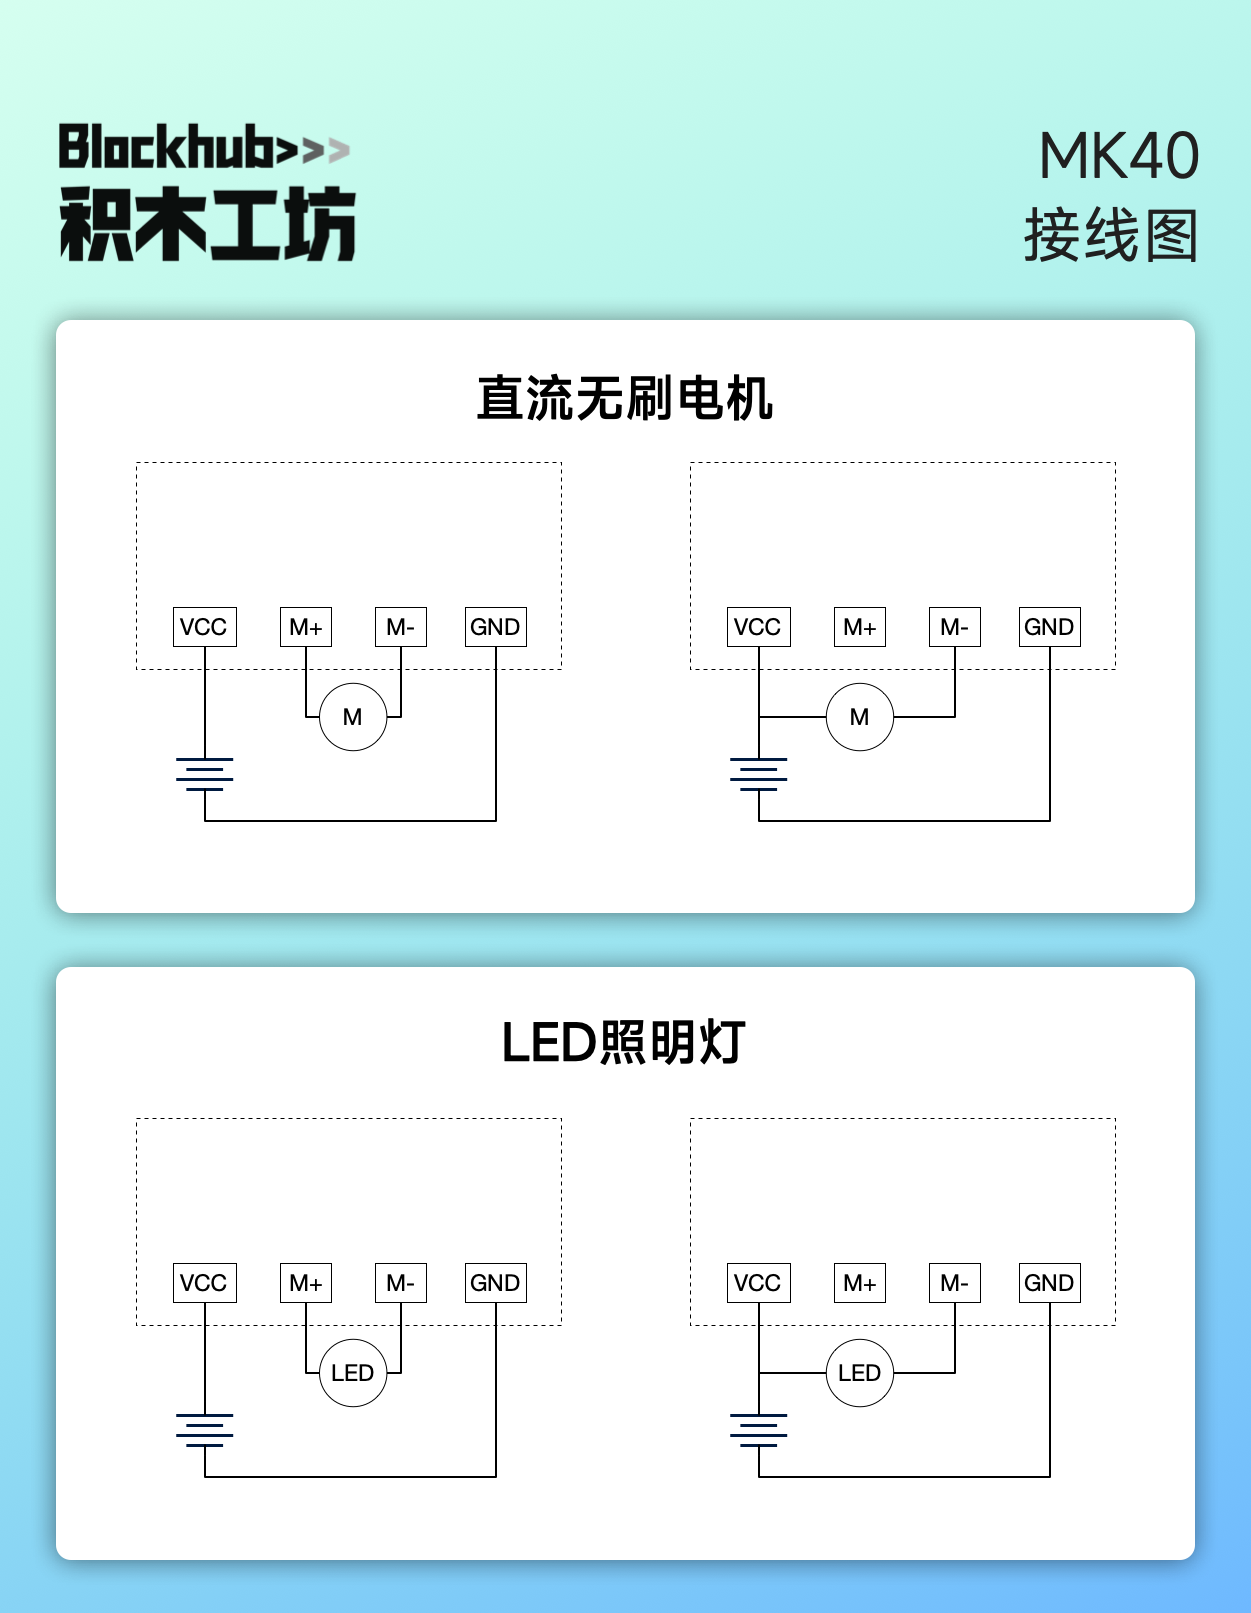 Blockhub>>>
积木工坊
MK40
接线图
直流无刷电机
VCC M+ M- GND
M
VCC M+ M- GND
M
LED照明灯
VCC M+ M- GND
LED
VCC M+ M- GND
LED